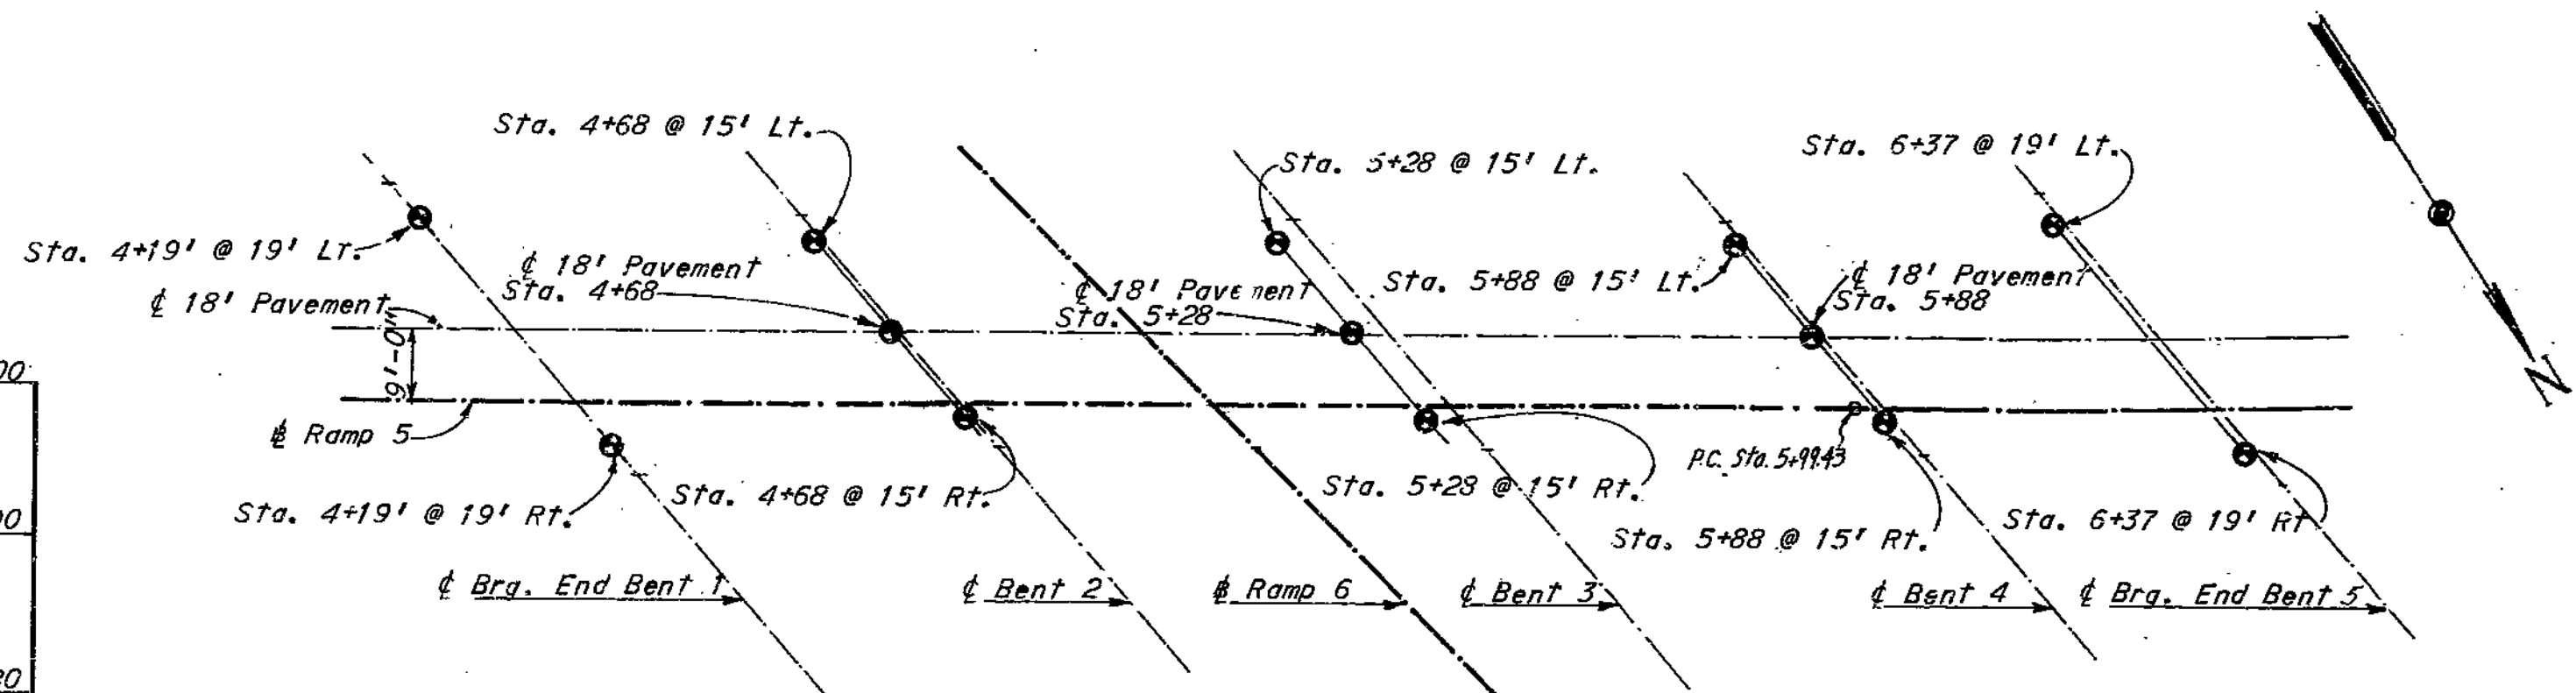 Sta. 4+68 @ 15' Lt.
Sta. 5+28 @ 15' Lt.
Sta. 6+37 @ 19' Lt.
Sta. 4+19' @ 19' Lt.
℄ 18' Pavement
Sta. 4+68
℄ 18' Pavement
℄ 18' Pavement
Sta. 5+28
Sta. 5+88 @ 15' Lt.
℄ 18' Pavement
Sta. 5+88
9'-0"
N
00
℄ Ramp 5
P.C. Sta. 5+99.43
Sta. 4+19' @ 19' Rt.
Sta. 4+68 @ 15' Rt.
Sta. 5+28 @ 15' Rt.
Sta. 5+88 @ 15' Rt.
Sta. 6+37 @ 19' Rt
00
℄ Brg. End Bent 1
℄ Bent 2
℄ Ramp 6
℄ Bent 3
℄ Bent 4
℄ Brg. End Bent 5